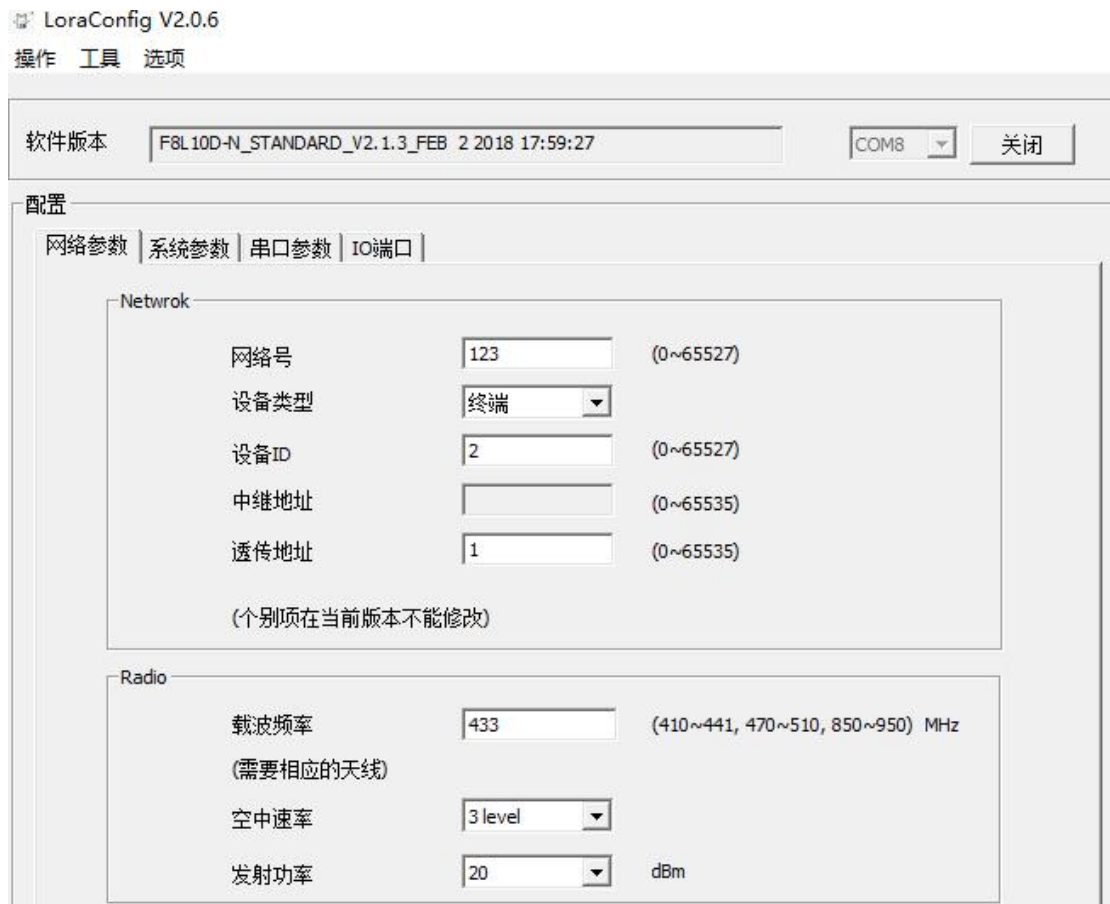 LoraConfig V2.0.6
操作 工具 选项
软件版本 F8L10D-N_STANDARD_V2.1.3_FEB 2 2018 17:59:27 COM8 关闭
配置
网络参数 系统参数 串口参数 IO端口
Netwrok
网络号 123 (0~65527)
设备类型 终端
设备ID 2 (0~65527)
中继地址 (0~65535)
透传地址 1 (0~65535)
(个别项在当前版本不能修改)
Radio
载波频率 433 (410~441, 470~510, 850~950) MHz
(需要相应的天线)
空中速率 3 level
发射功率 20 dBm